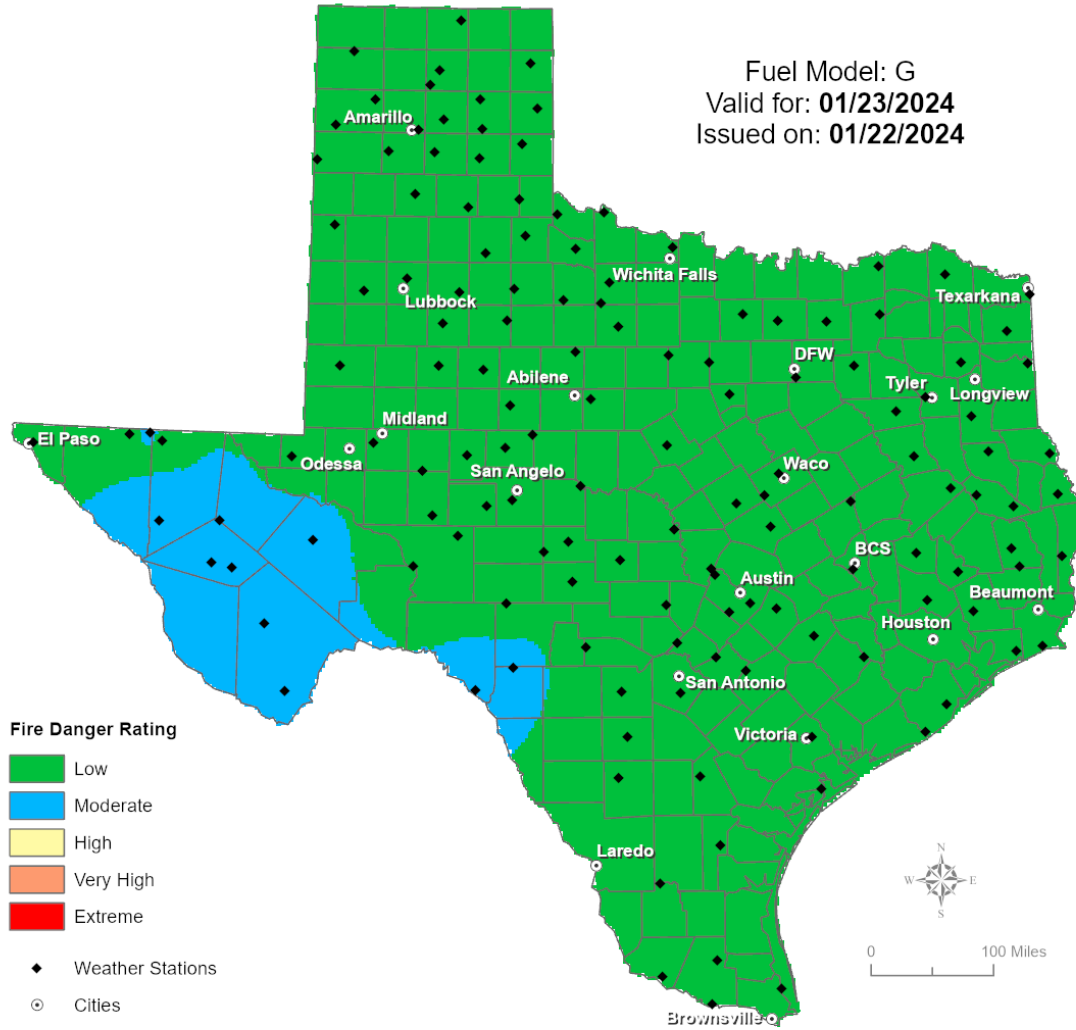 Fuel Model: G
Valid for: 01/23/2024
Issued on: 01/22/2024
Amarillo
Wichita Falls
Lubbock
Texarkana
DFW
Abilene
Tyler
Longview
Midland
El Paso
Odessa
San Angelo
Waco
BCS
Austin
Beaumont
Houston
San Antonio
Victoria
Laredo
Brownsville
Fire Danger Rating
Low
Moderate
High
Very High
Extreme
Weather Stations
Cities
N
W E
S
0 100 Miles